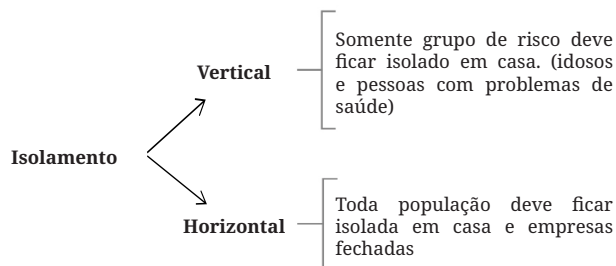 Isolamento
Vertical
Somente grupo de risco deve
ficar isolado em casa. (idosos
e pessoas com problemas de
saúde)
Horizontal
Toda população deve ficar
isolada em casa e empresas
fechadas